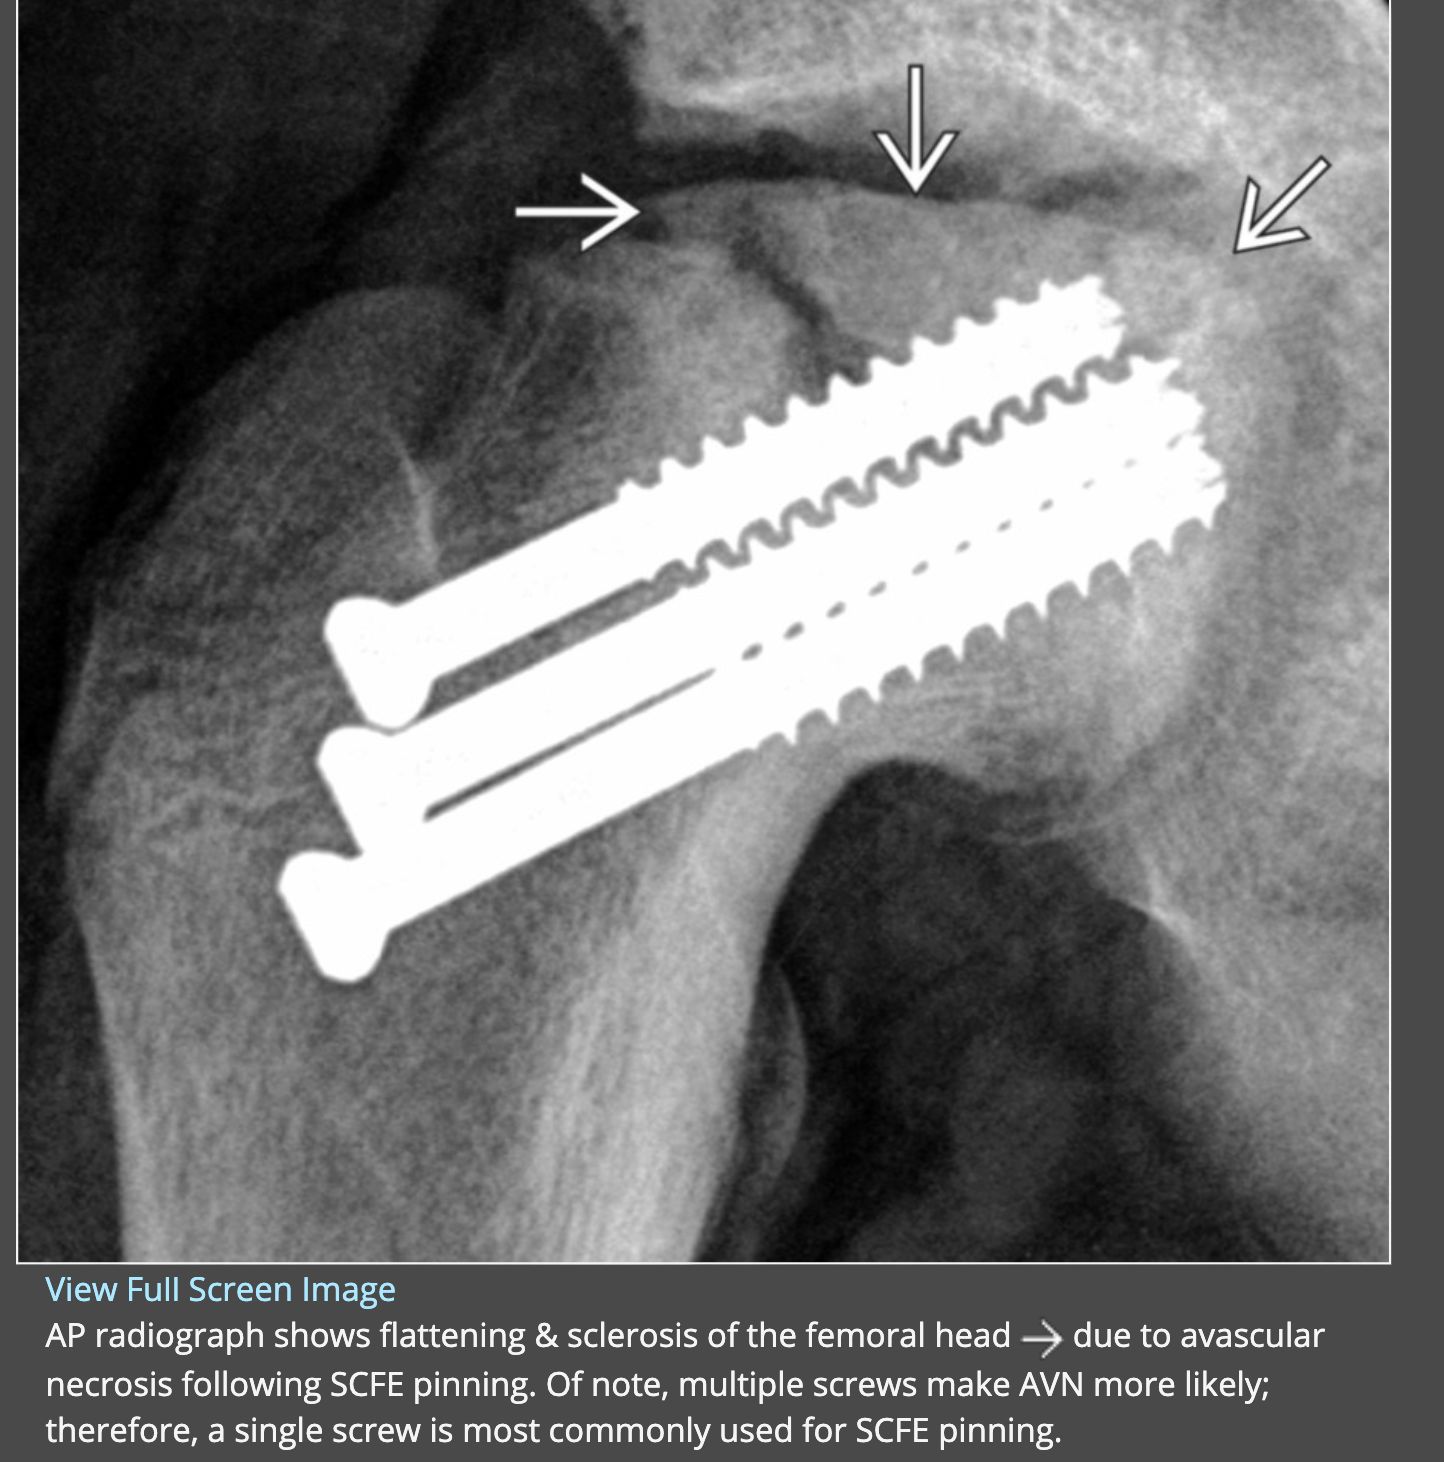 View Full Screen Image
AP radiograph shows flattening & sclerosis of the femoral head → due to avascular
necrosis following SCFE pinning. Of note, multiple screws make AVN more likely;
therefore, a single screw is most commonly used for SCFE pinning.